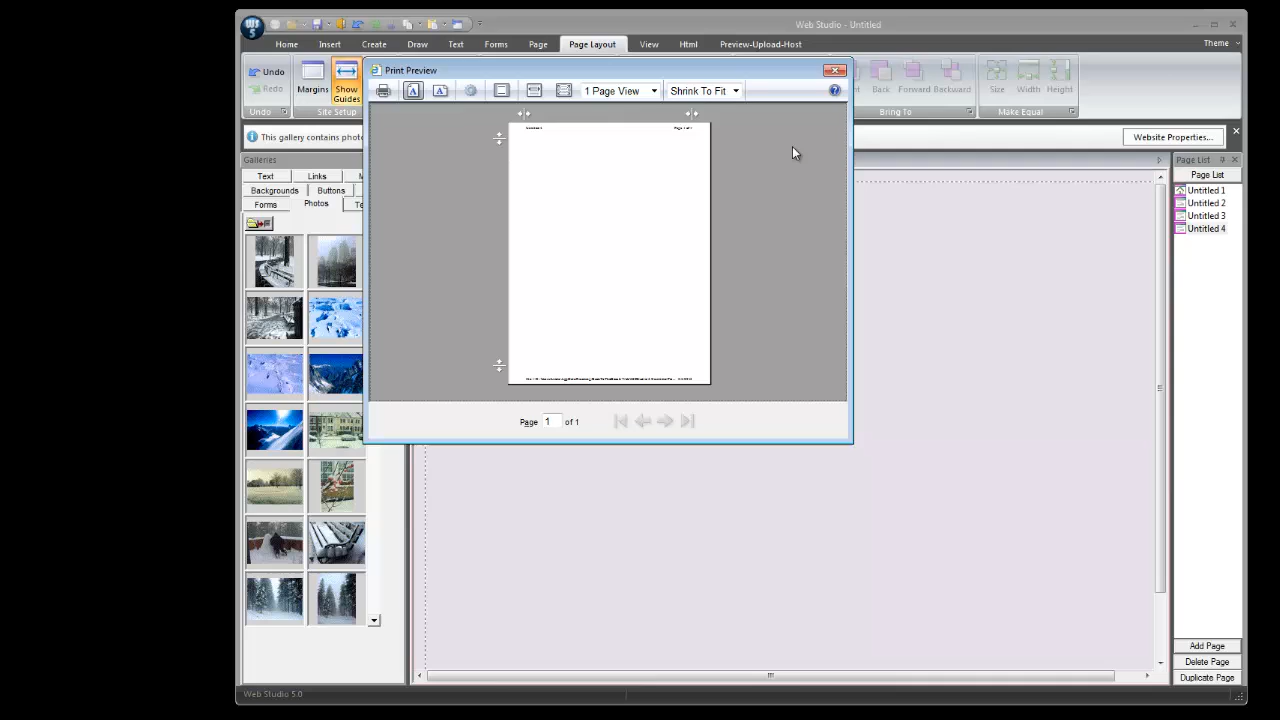 WS
5
Web Studio - Untitled
Home Insert Create Draw Text Forms Page Page Layout View Html Preview-Upload-Host Theme
Undo
Redo
Undo
Margins
Show
Guides
Site Setup
Back Forward Backward
Bring To
Size Width Height
Make Equal
Print Preview
1 Page View
Shrink To Fit
Page 1 of 1
This gallery contains photo
Website Properties...
Galleries
Text Links
Backgrounds Buttons
Forms Photos Te
Page List
Page List
Untitled 1
Untitled 2
Untitled 3
Untitled 4
Add Page
Delete Page
Duplicate Page
Web Studio 5.0